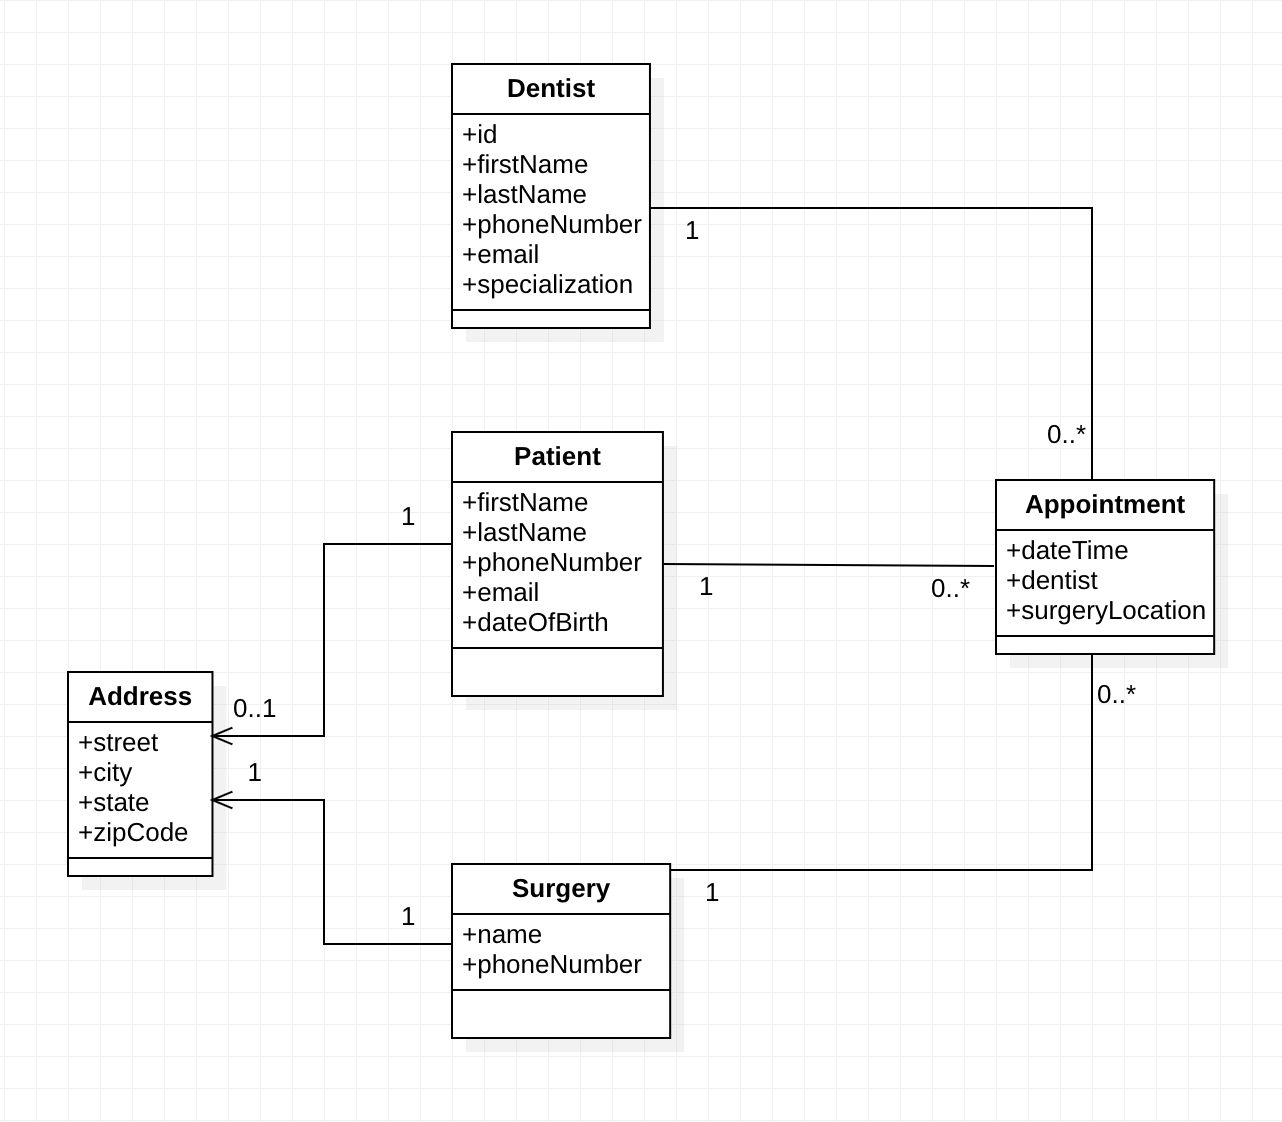 Dentist
+id
+firstName
+lastName
+phoneNumber
+email
+specialization
1
0..*
Patient
+firstName
+lastName
+phoneNumber
+email
+dateOfBirth
1
1
0..*
Appointment
+dateTime
+dentist
+surgeryLocation
0..*
Address
+street
+city
+state
+zipCode
0..1
1
Surgery
+name
+phoneNumber
1
1